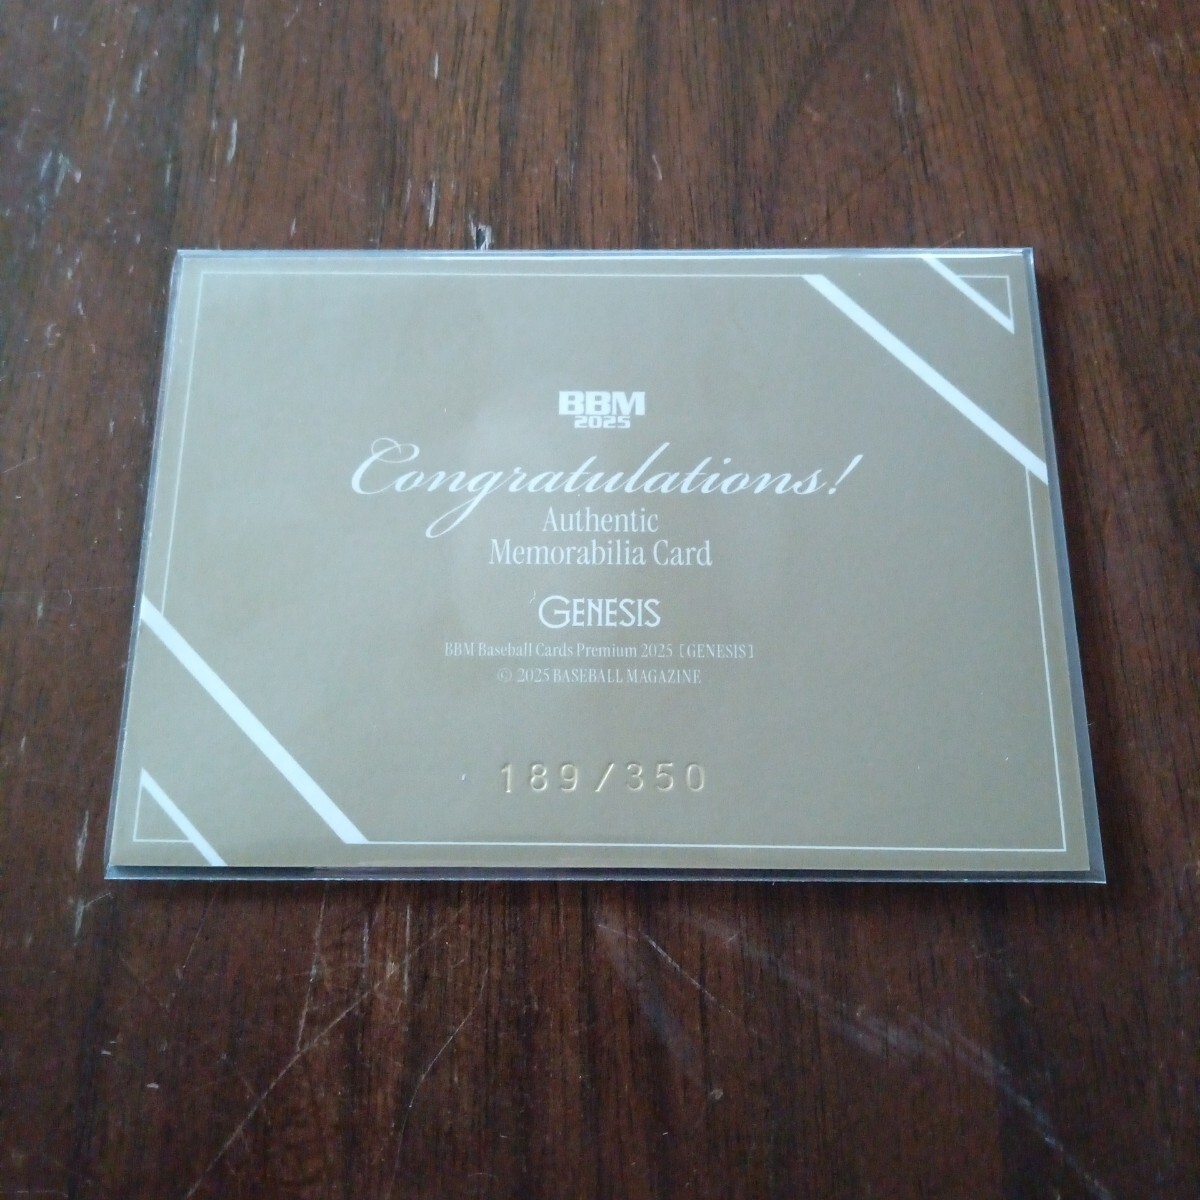 BBM
2025
Congratulations!
Authentic
Memorabilia Card
GENESIS
BBM Baseball Cards Premium 2025 [GENESIS]
© 2025 BASEBALL MAGAZINE
189/350